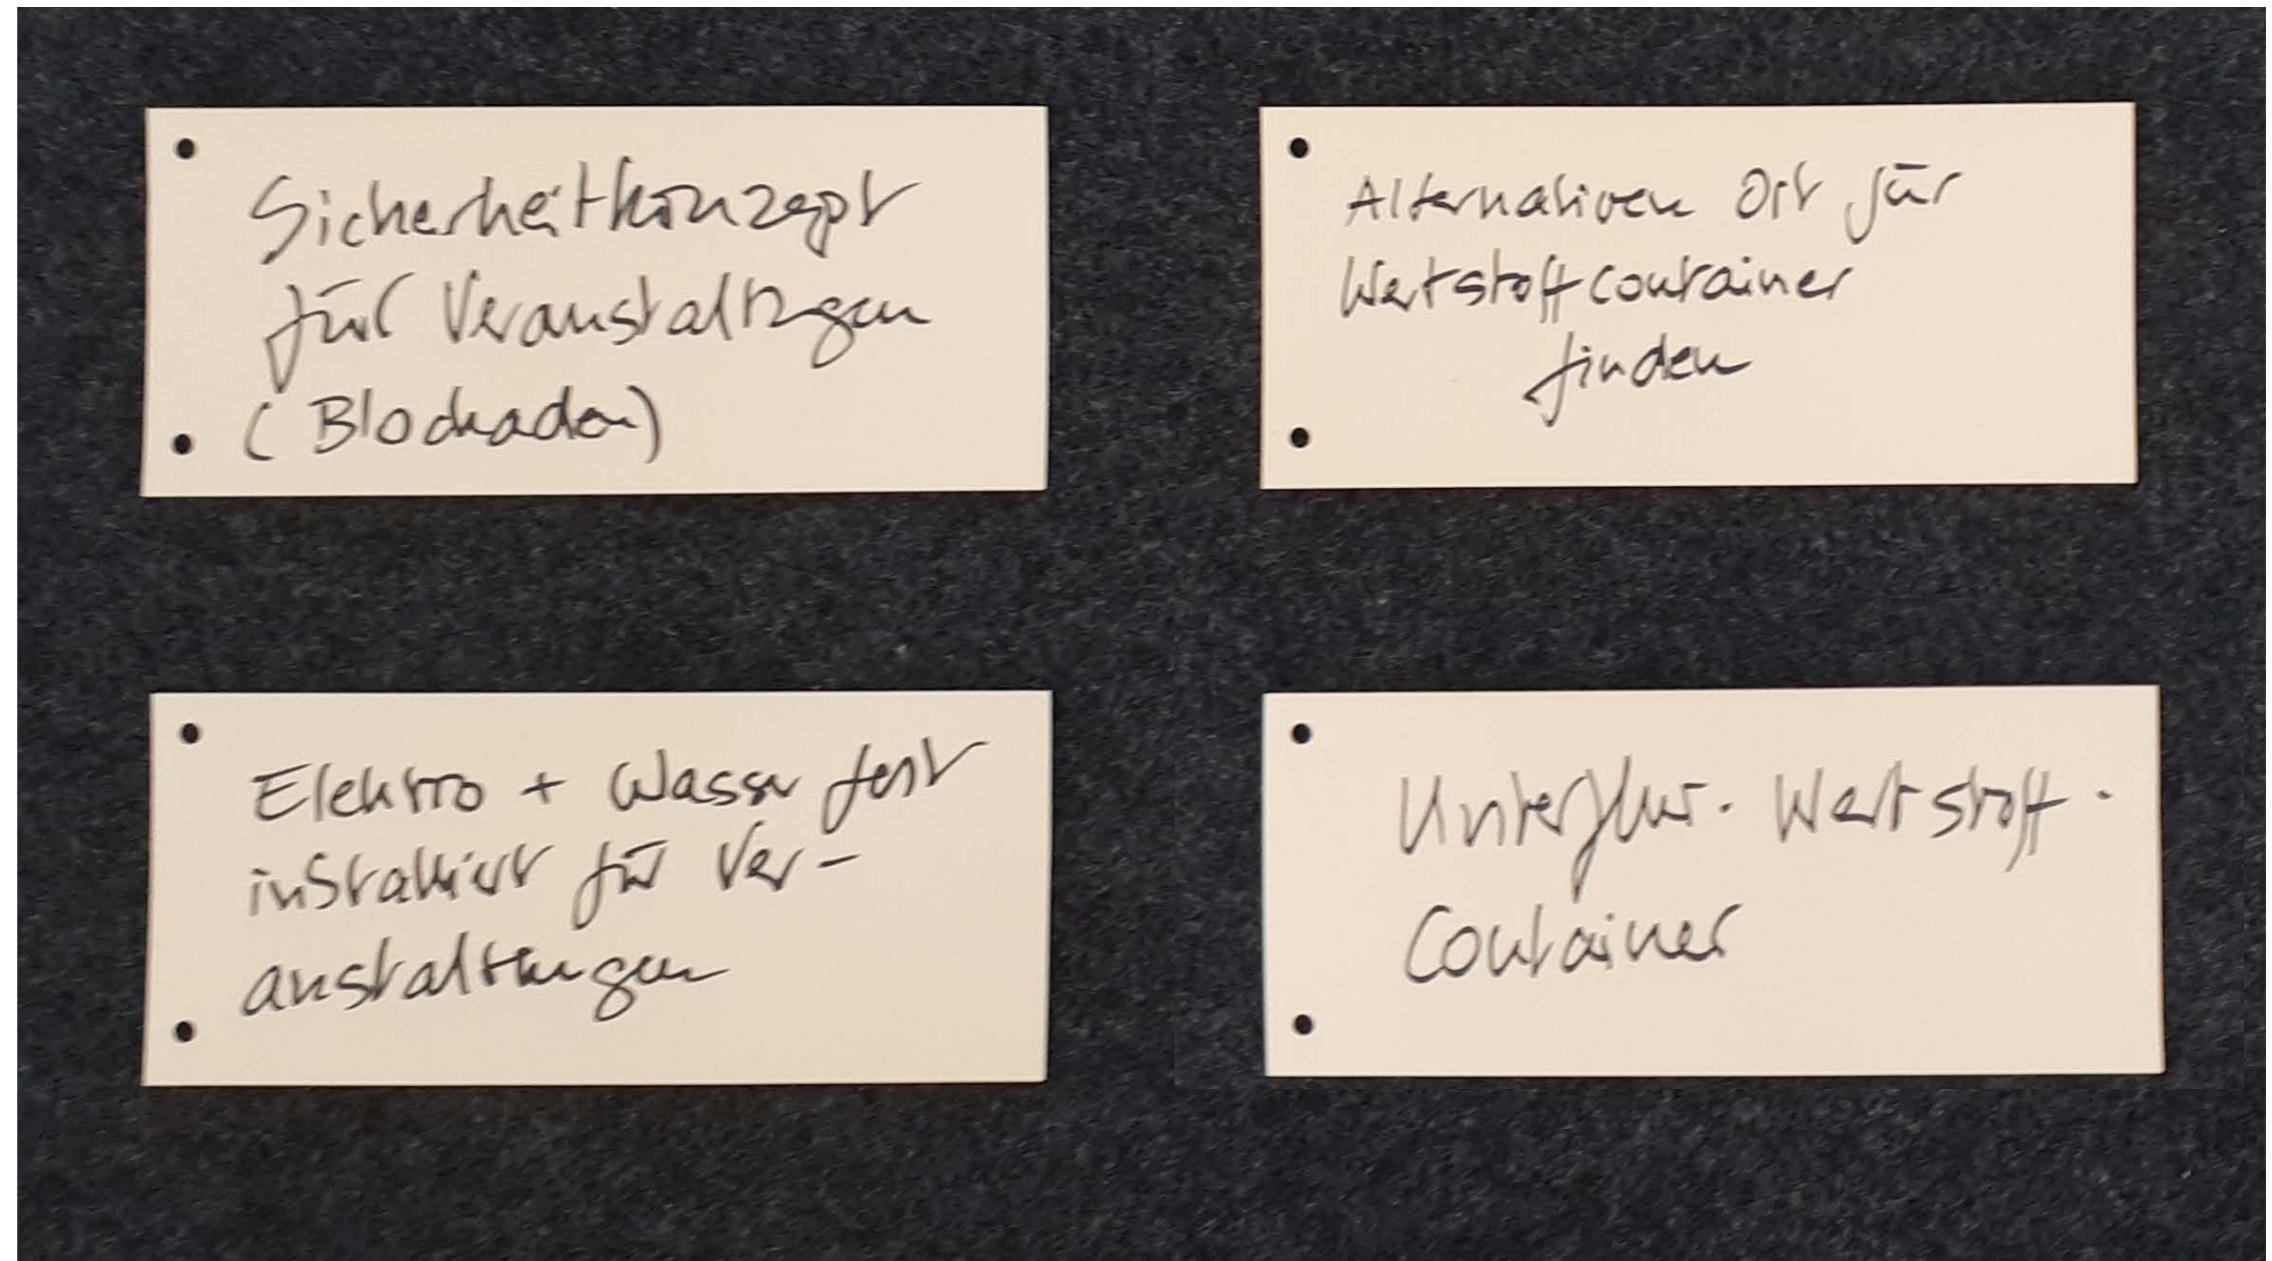 Sicherheitkonzept
für Veranstaltungen
(Blockaden)
Alternativen Ort für
Wertstoffcontainer
finden
Elektro + Wasser fest
installiert für Ver-
anstaltungen
Unterflur-Wertstoff-
Container